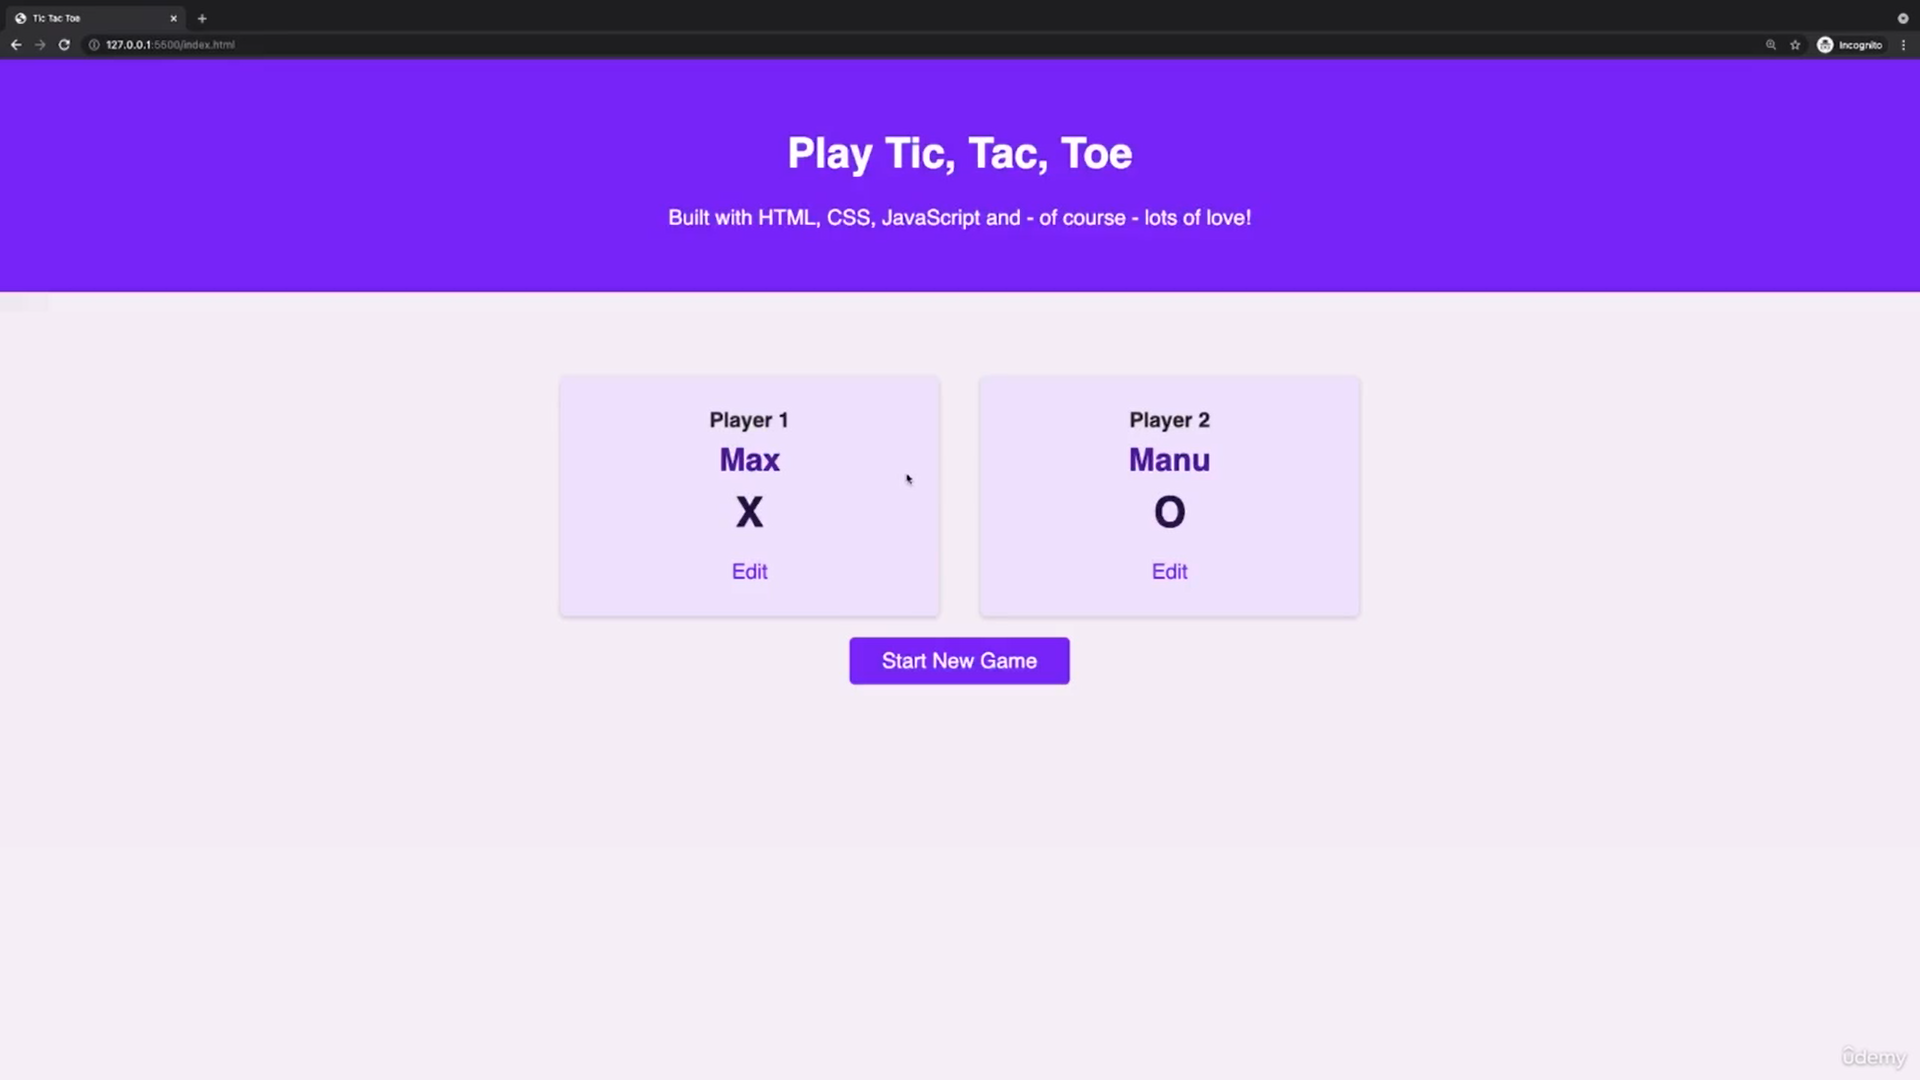 Tic Tac Toe
127.0.0.1:5500/index.html
Incognito
Play Tic, Tac, Toe
Built with HTML, CSS, JavaScript and - of course - lots of love!
Player 1
Max
X
Edit
Player 2
Manu
O
Edit
Start New Game
ûdemy